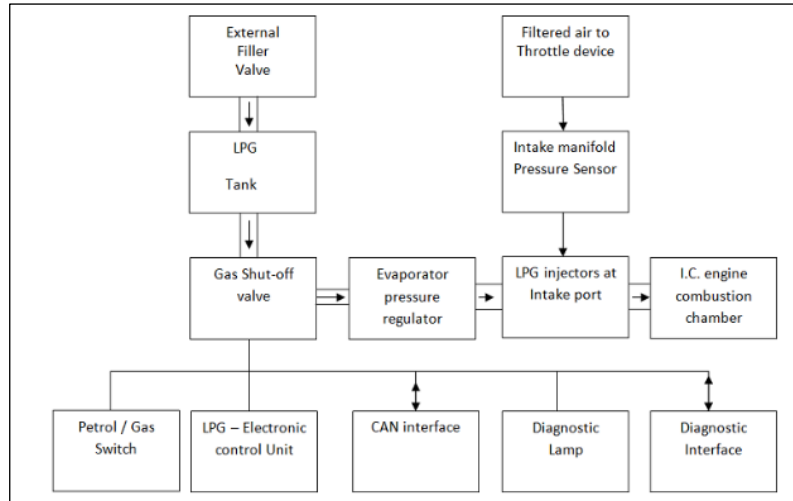 External
Filler
Valve
Filtered air to
Throttle device
LPG
Tank
Intake manifold
Pressure Sensor
Gas Shut-off
valve
Evaporator
pressure
regulator
LPG injectors at
Intake port
I.C. engine
combustion
chamber
Petrol / Gas
Switch
LPG – Electronic
control Unit
CAN interface
Diagnostic
Lamp
Diagnostic
Interface